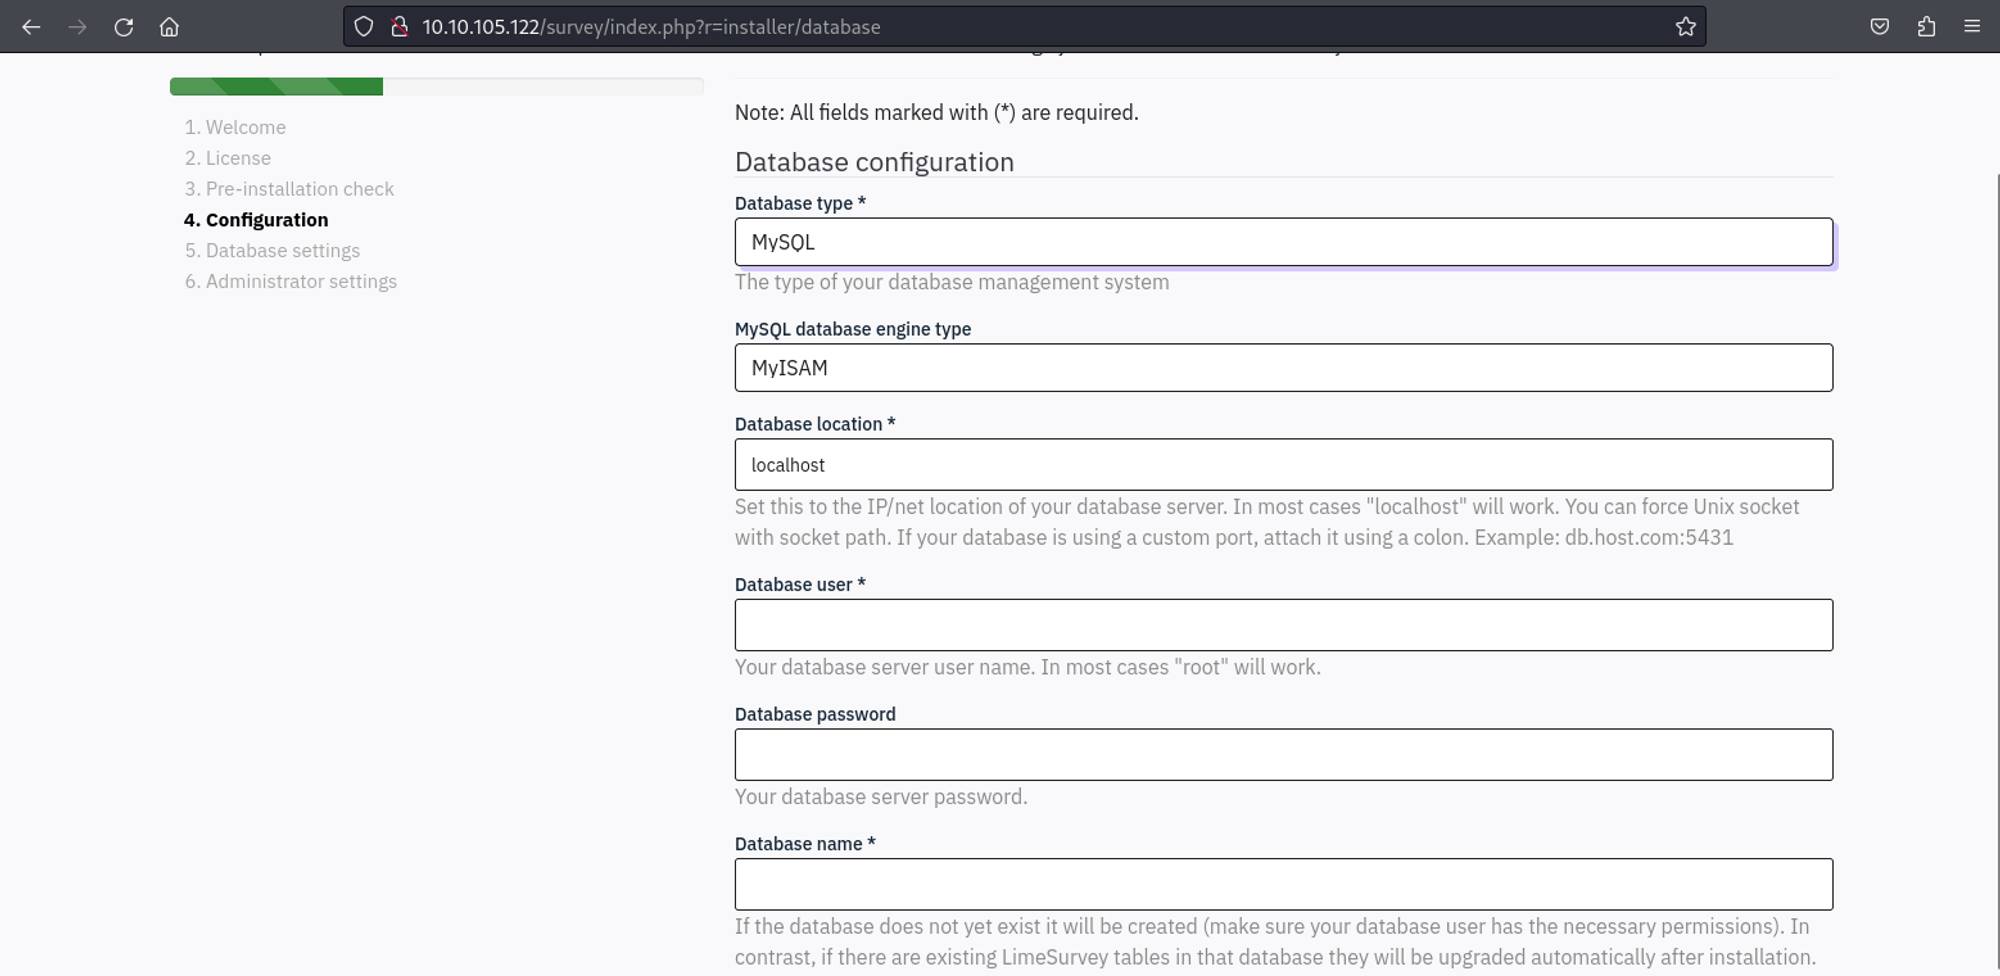 10.10.105.122/survey/index.php?r=installer/database
1. Welcome
2. License
3. Pre-installation check
4. Configuration
5. Database settings
6. Administrator settings
Note: All fields marked with (*) are required.
Database configuration
Database type *
MySQL
The type of your database management system
MySQL database engine type
MyISAM
Database location *
localhost
Set this to the IP/net location of your database server. In most cases "localhost" will work. You can force Unix socket
with socket path. If your database is using a custom port, attach it using a colon. Example: db.host.com:5431
Database user *
Your database server user name. In most cases "root" will work.
Database password
Your database server password.
Database name *
If the database does not yet exist it will be created (make sure your database user has the necessary permissions). In
contrast, if there are existing LimeSurvey tables in that database they will be upgraded automatically after installation.